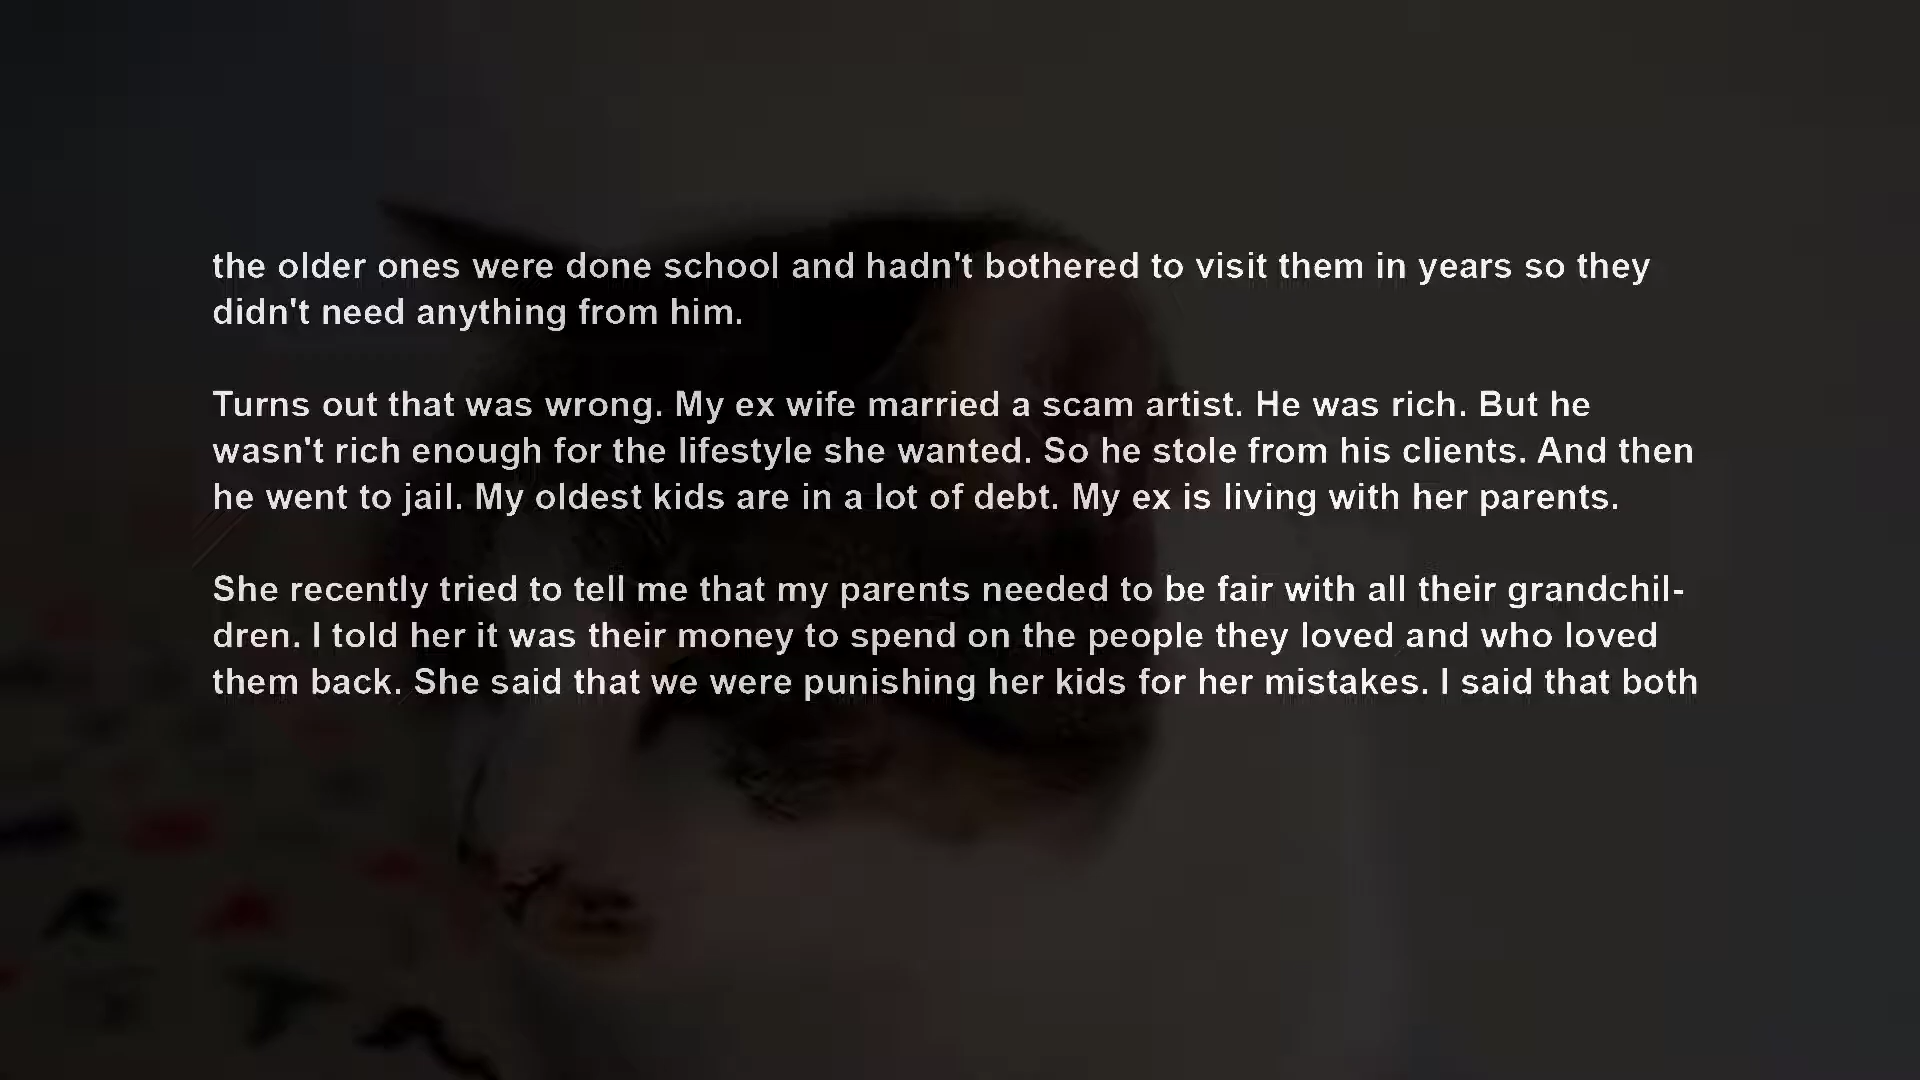 the older ones were done school and hadn't bothered to visit them in years so they
didn't need anything from him.
Turns out that was wrong. My ex wife married a scam artist. He was rich. But he
wasn't rich enough for the lifestyle she wanted. So he stole from his clients. And then
he went to jail. My oldest kids are in a lot of debt. My ex is living with her parents.
She recently tried to tell me that my parents needed to be fair with all their grandchil-
dren. I told her it was their money to spend on the people they loved and who loved
them back. She said that we were punishing her kids for her mistakes. I said that both